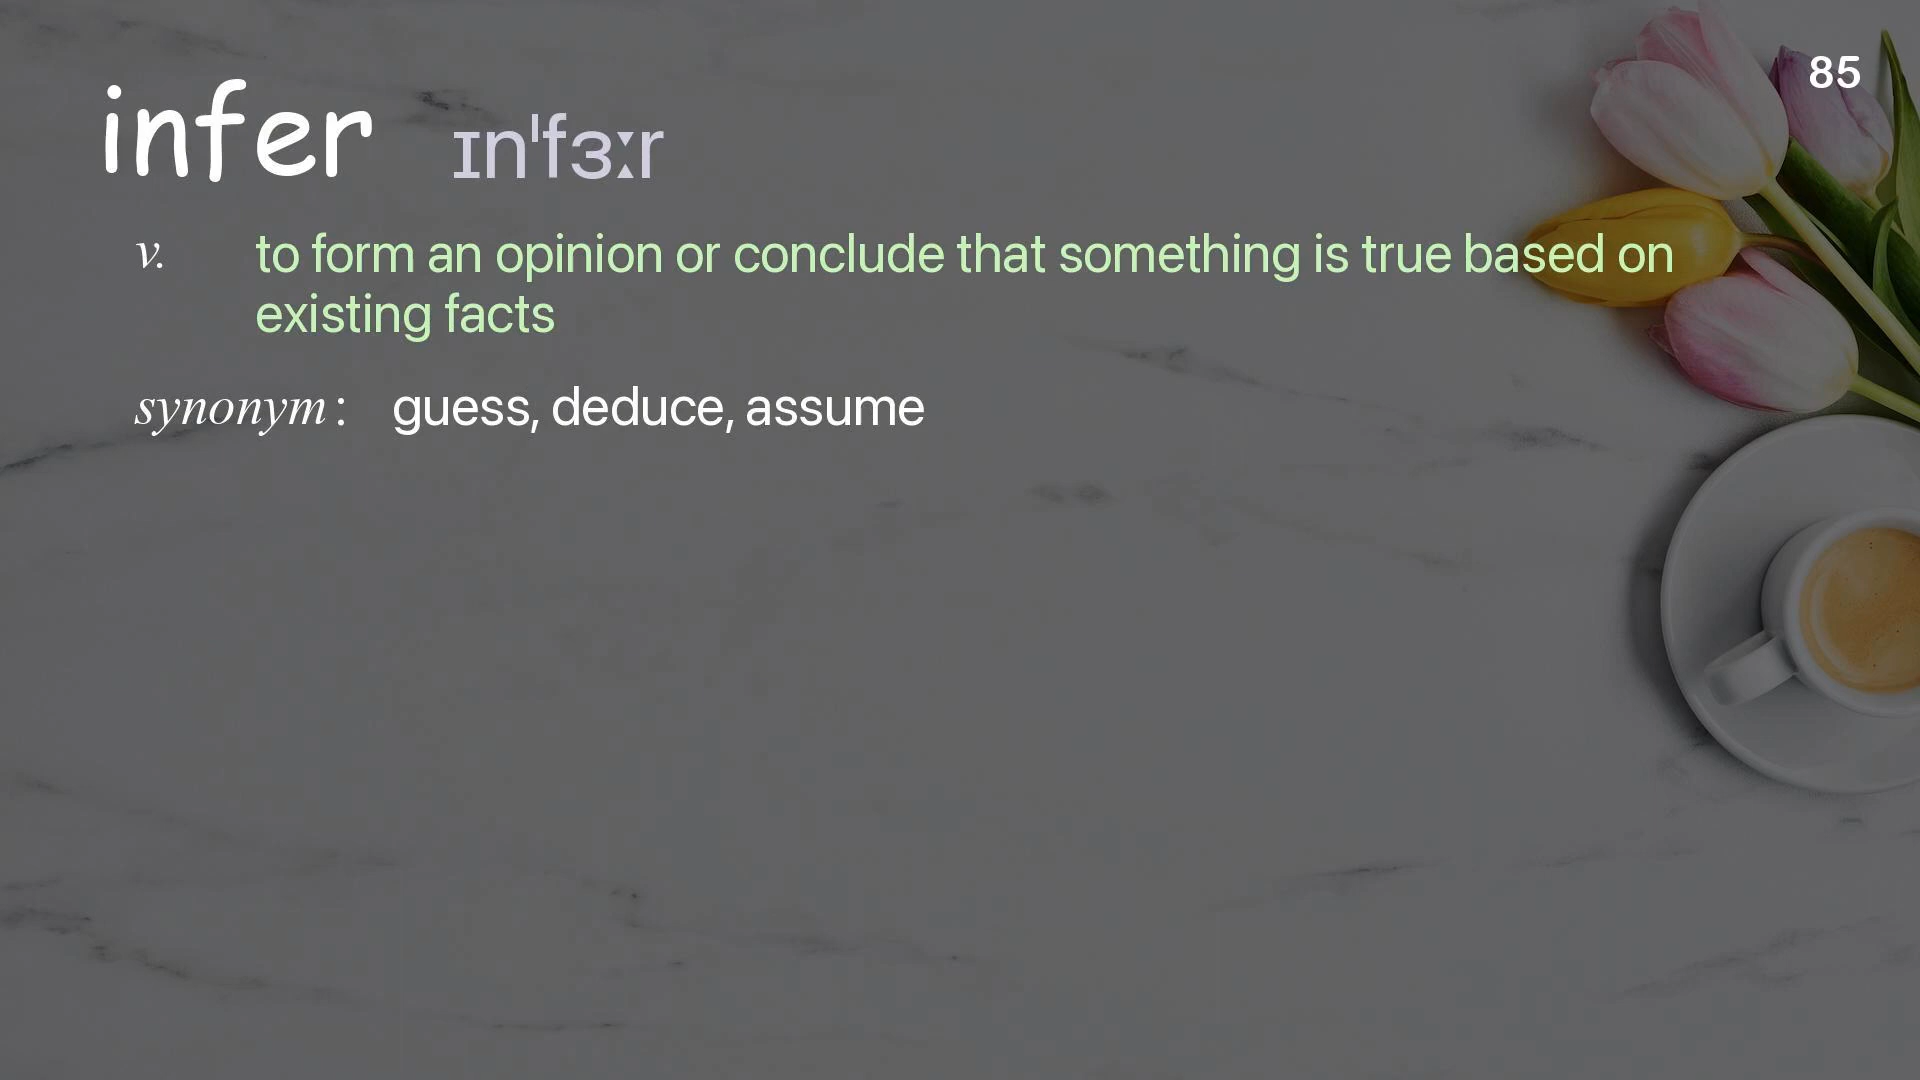 85
infer ɪnˈfɜːr
v. to form an opinion or conclude that something is true based on
existing facts
synonym: guess, deduce, assume